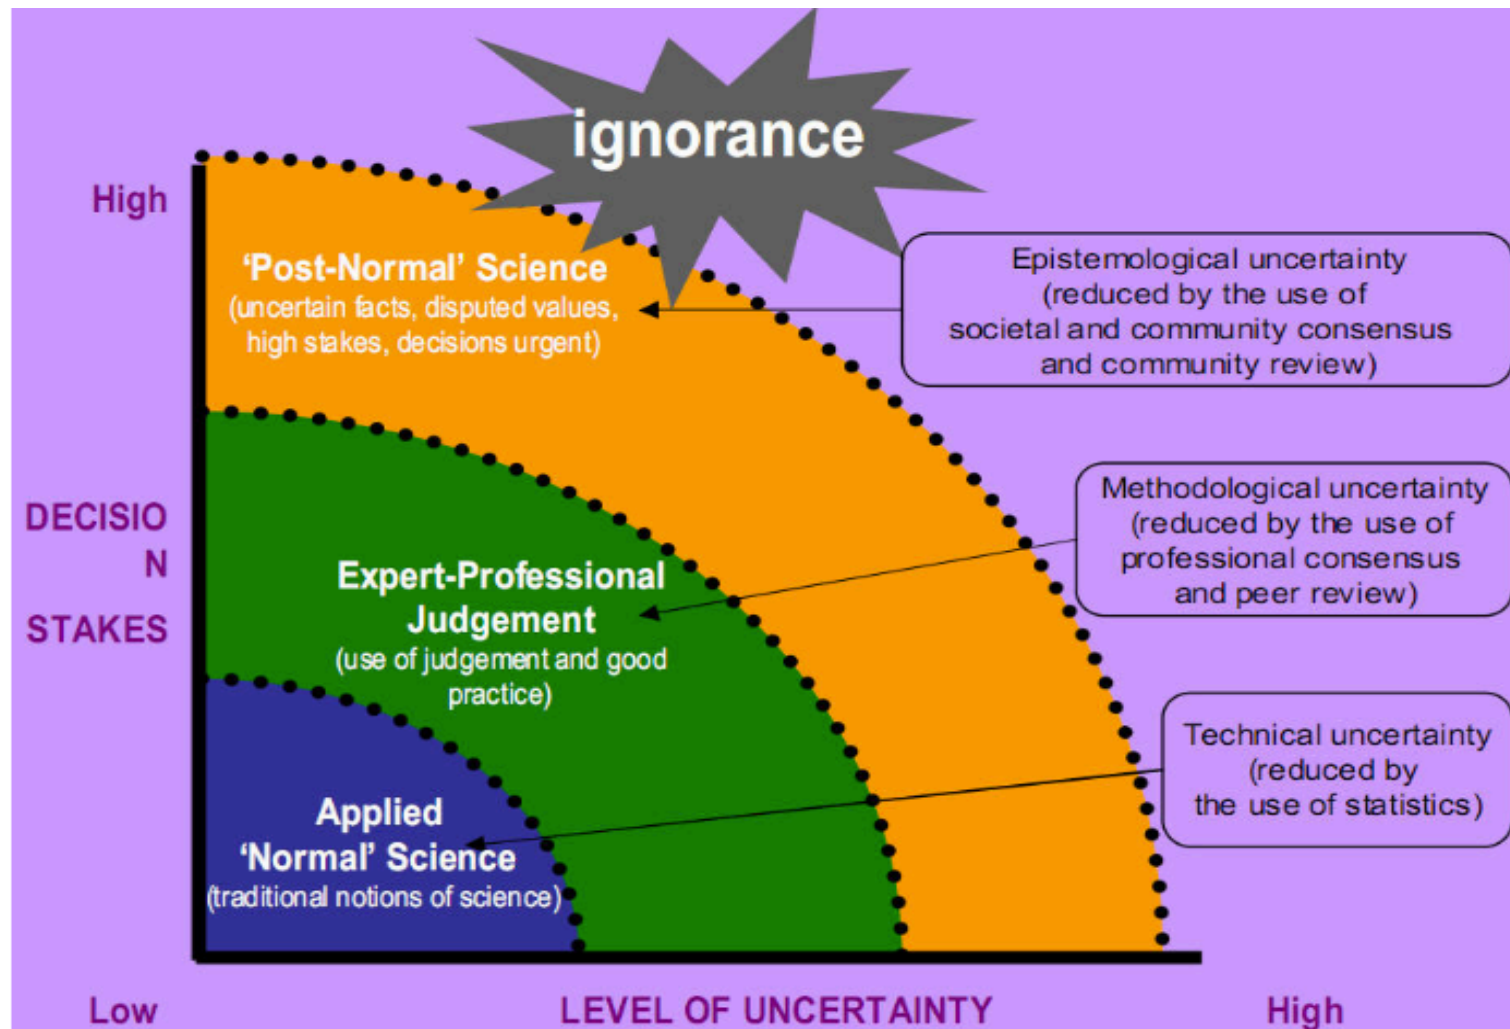 ignorance
High
'Post-Normal' Science
(uncertain facts, disputed values,
high stakes, decisions urgent)
Epistemological uncertainty
(reduced by the use of
societal and community consensus
and community review)
DECISIO
N
STAKES
Methodological uncertainty
(reduced by the use of
professional consensus
and peer review)
Expert-Professional
Judgement
(use of judgement and good
practice)
Technical uncertainty
(reduced by
the use of statistics)
Applied
'Normal' Science
(traditional notions of science)
Low
LEVEL OF UNCERTAINTY
High